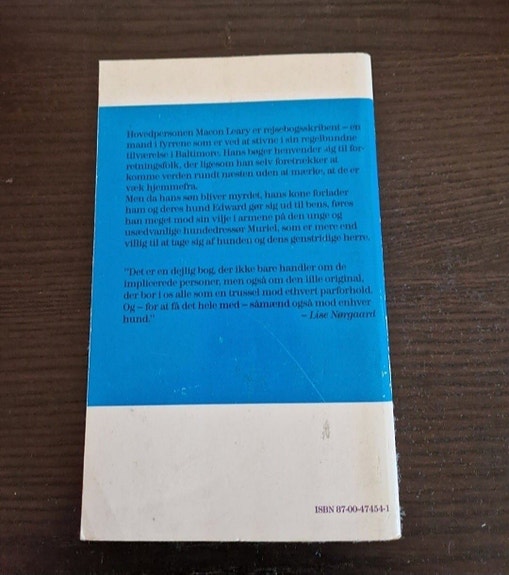 Hovedpersonen Macon Leary er rejsebogsskribent – en
mand i fyrrene som er ved at stivne i sin regelbundne
tilværelse i Baltimore. Hans bøger henvender sig til for-
retningsfolk, der ligesom han selv foretrækker at
komme verden rundt næsten uden at mærke, at de er
væk hjemmefra.
Men da hans søn bliver myrdet, hans kone forlader
ham og deres hund Edward gør sig ud til bens, føres
han meget mod sin vilje i armene på den unge og
usædvanlige hundedressør Muriel, som er mere end
villig til at tage sig af hunden og dens genstridige herre.
"Det er en dejlig bog, der ikke bare handler om de
implicerede personer, men også om den lille original,
der bor i os alle som en trussel mod ethvert parforhold.
Og – for at få det hele med – såmænd også mod enhver
hund."
– Lise Nørgaard
ISBN 87-00-47454-1